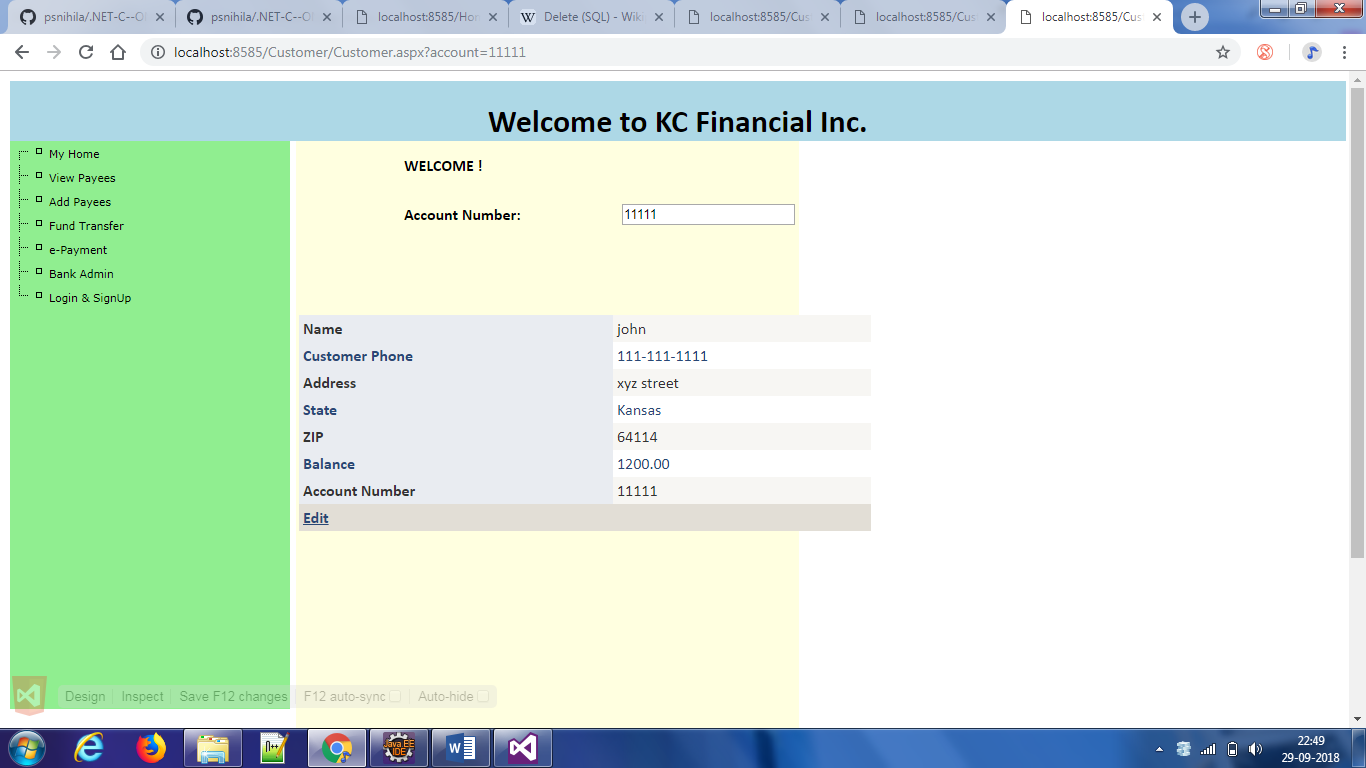 psnihila/.NET-C--O
psnihila/.NET-C--O
localhost:8585/Hon
Delete (SQL) - Wiki
localhost:8585/Cus
localhost:8585/Cus
localhost:8585/Cus
localhost:8585/Customer/Customer.aspx?account=11111
Welcome to KC Financial Inc.
My Home
View Payees
Add Payees
Fund Transfer
e-Payment
Bank Admin
Login & SignUp
WELCOME !
Account Number: 11111
Name john
Customer Phone 111-111-1111
Address xyz street
State Kansas
ZIP 64114
Balance 1200.00
Account Number 11111
Edit
Design Inspect Save F12 changes F12 auto-sync Auto-hide
Java EE
IDE
22:49
29-09-2018